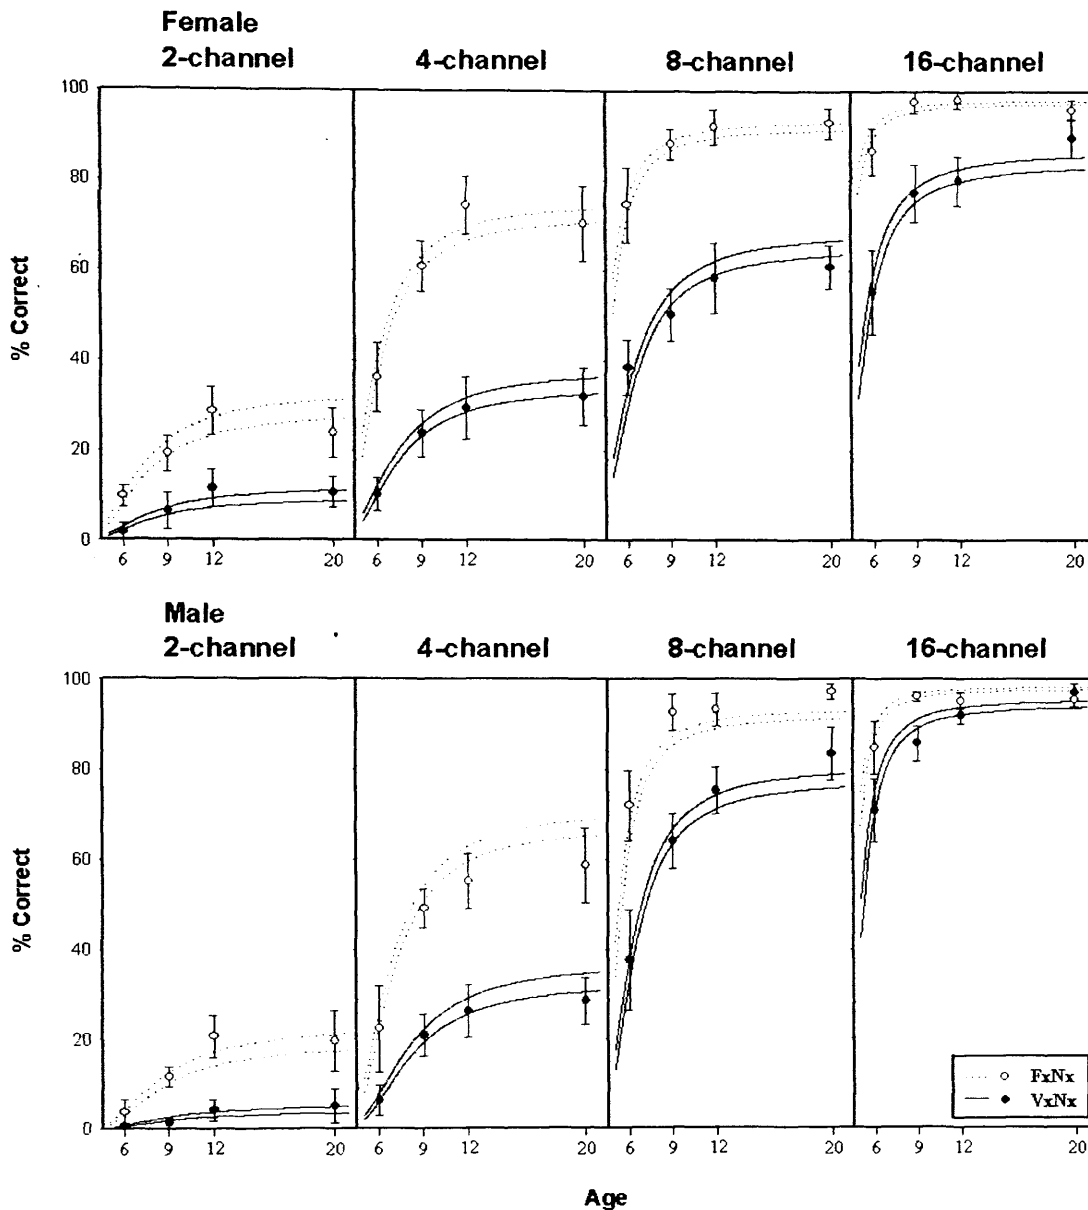 Female
2-channel 4-channel 8-channel 16-channel
100
80
60
40
20
0
% Correct
6 9 12 20 6 9 12 20 6 9 12 20 6 9 12 20
Male
2-channel 4-channel 8-channel 16-channel
100
80
60
40
20
0
% Correct
FxNx
VxNx
6 9 12 20 6 9 12 20 6 9 12 20 6 9 12 20
Age